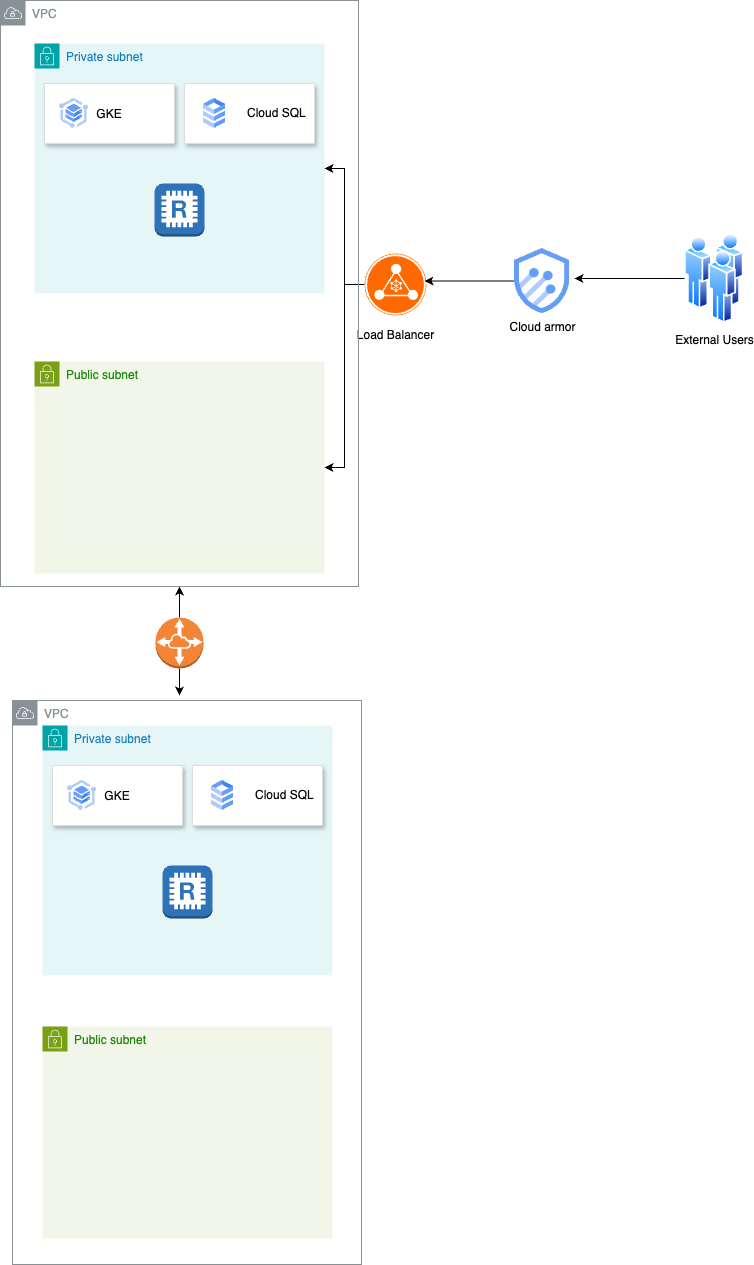 VPC
Private subnet
GKE
Cloud SQL
R
Load Balancer
Cloud armor
External Users
Public subnet
VPC
Private subnet
GKE
Cloud SQL
R
Public subnet